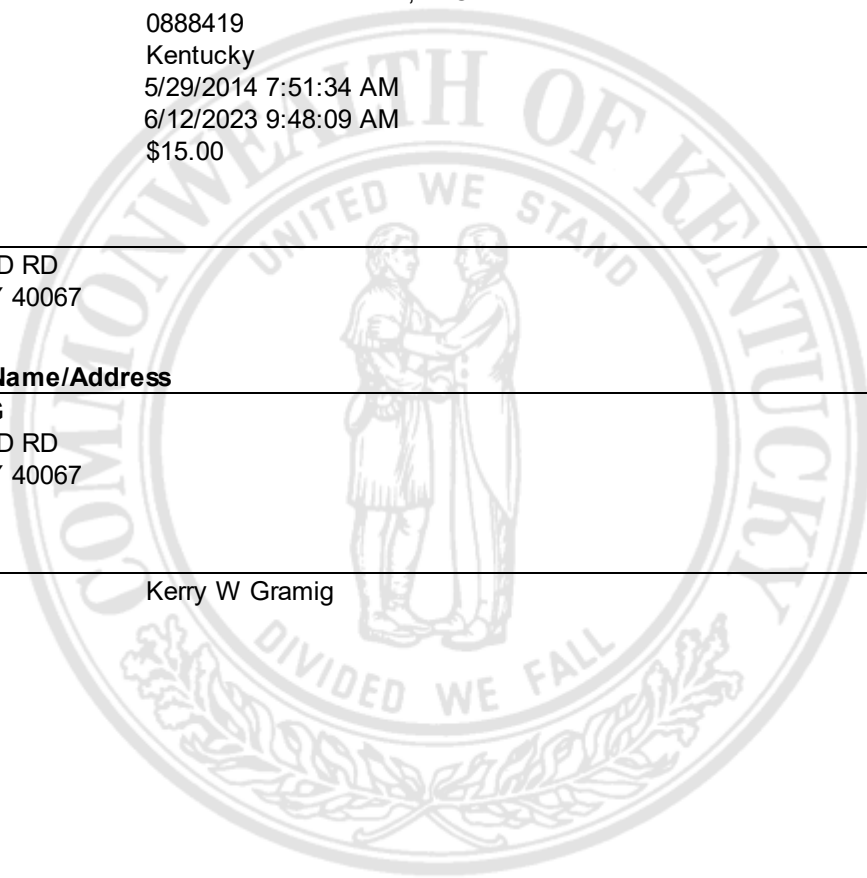 0888419
Kentucky
5/29/2014 7:51:34 AM
6/12/2023 9:48:09 AM
$15.00
D RD
40067
Name/Address
G
D RD
40067
Kerry W Gramig
COMMONWEALTH OF KENTUCKY
UNITED WE STAND
DIVIDED WE FALL